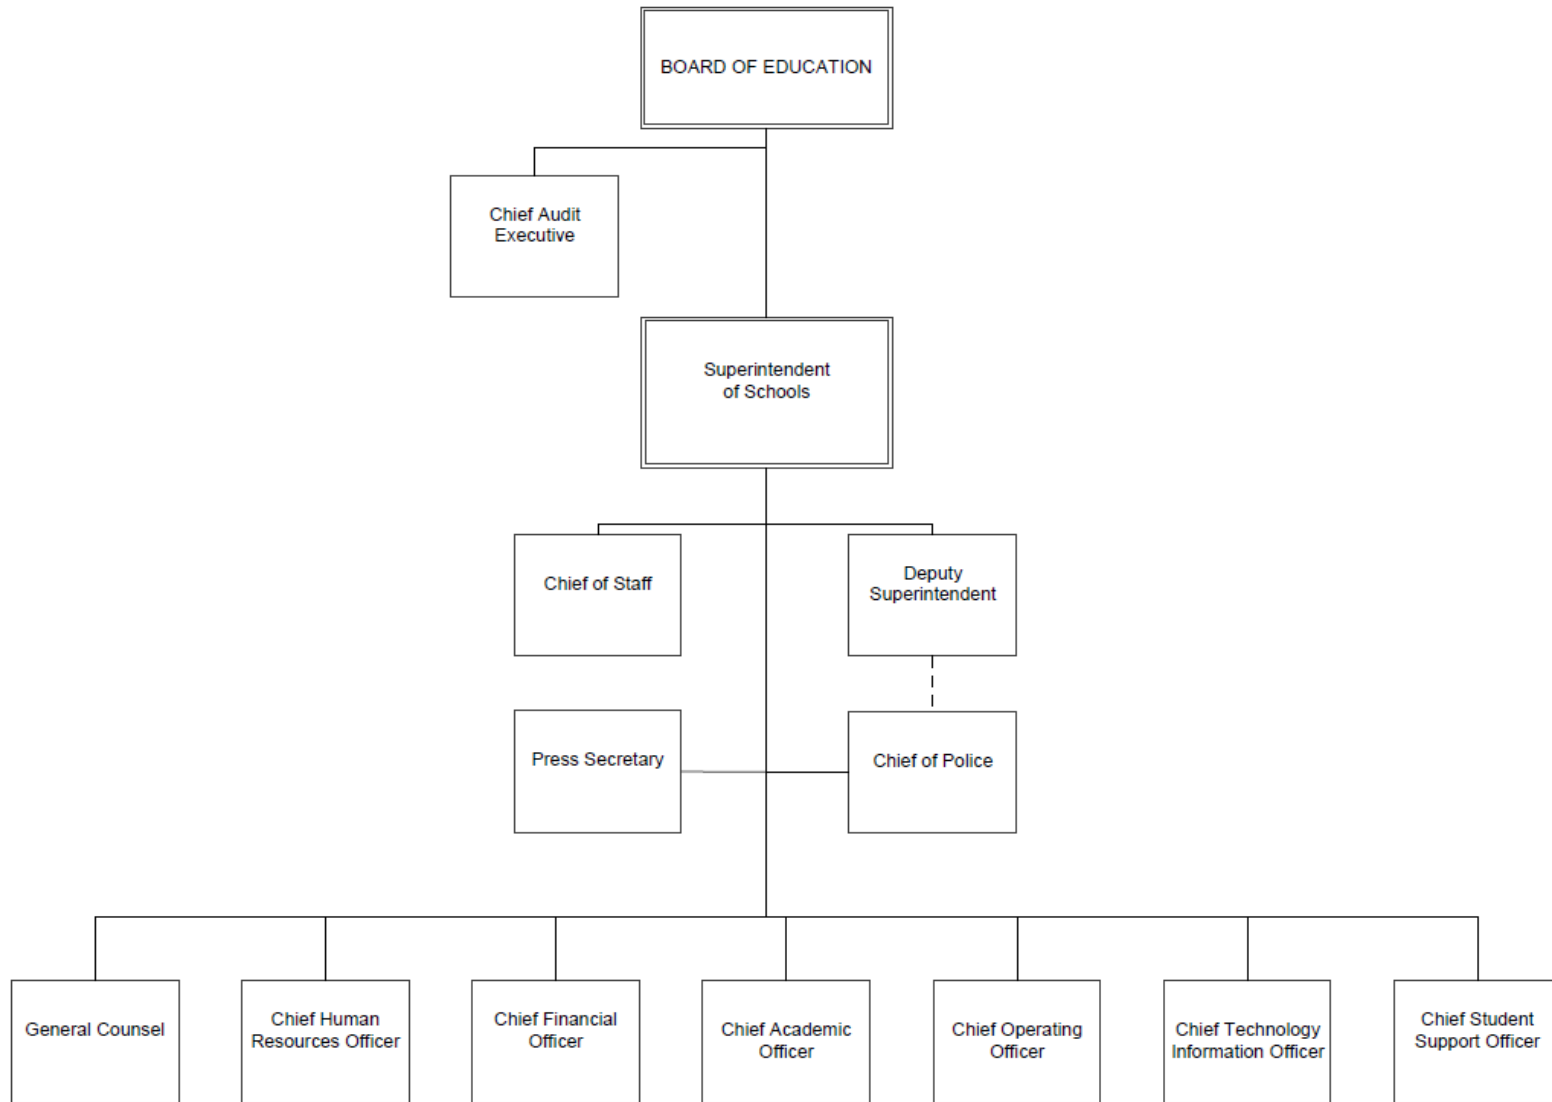 BOARD OF EDUCATION
Chief Audit
Executive
Superintendent
of Schools
Chief of Staff
Deputy
Superintendent
Press Secretary
Chief of Police
General Counsel
Chief Human
Resources Officer
Chief Financial
Officer
Chief Academic
Officer
Chief Operating
Officer
Chief Technology
Information Officer
Chief Student
Support Officer